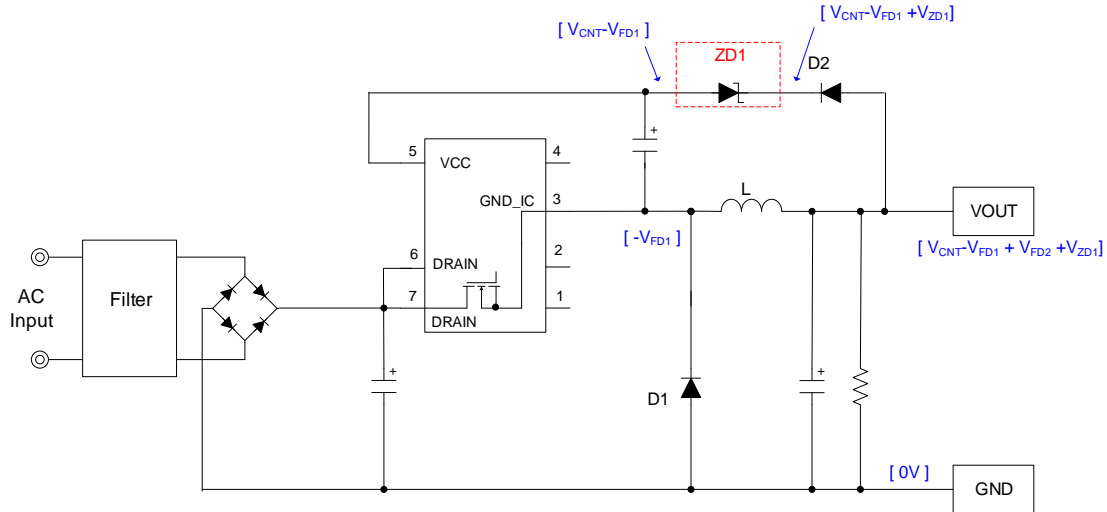 [ VCNT-VFD1 +VZD1]
[ VCNT-VFD1 ]
ZD1
D2
+
5
VCC
4
GND_IC
3
L
VOUT
[ -VFD1 ]
[ VCNT-VFD1 + VFD2 +VZD1]
6
DRAIN
2
7
DRAIN
1
AC
Input
Filter
+
D1
+
[ 0V ]
GND